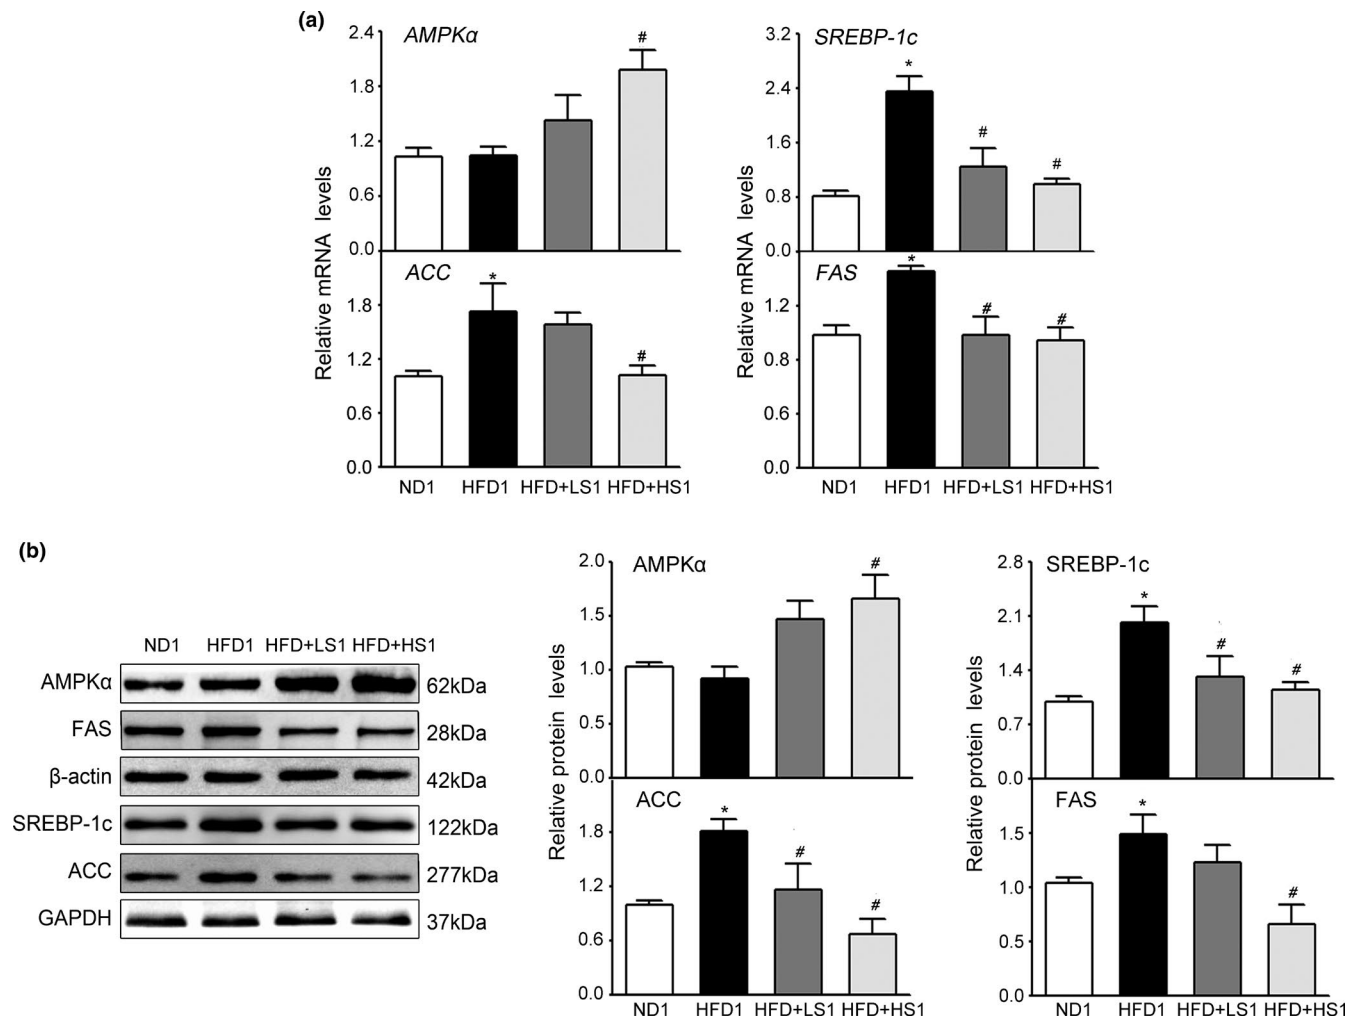 (a)
AMPKα
#
2.4
1.8
1.2
0.6
0.0
ACC
*
#
1.8
1.2
0.6
0.0
Relative mRNA levels
ND1 HFD1 HFD+LS1 HFD+HS1
SREBP-1c
*
#
#
3.2
2.4
1.6
0.8
0.0
FAS
*
#
#
1.2
0.8
0.6
0.0
Relative mRNA levels
ND1 HFD1 HFD+LS1 HFD+HS1
(b)
ND1 HFD1 HFD+LS1 HFD+HS1
AMPKα 62kDa
FAS 28kDa
β-actin 42kDa
SREBP-1c 122kDa
ACC 277kDa
GAPDH 37kDa
AMPKα
#
2.0
1.5
1.0
0.5
0.0
ACC
*
#
#
1.8
1.2
0.6
0.0
Relative protein levels
ND1 HFD1 HFD+LS1 HFD+HS1
SREBP-1c
*
#
#
2.8
2.1
1.4
0.7
0.0
FAS
*
#
1.5
1.0
0.5
0.0
Relative protein levels
ND1 HFD1 HFD+LS1 HFD+HS1